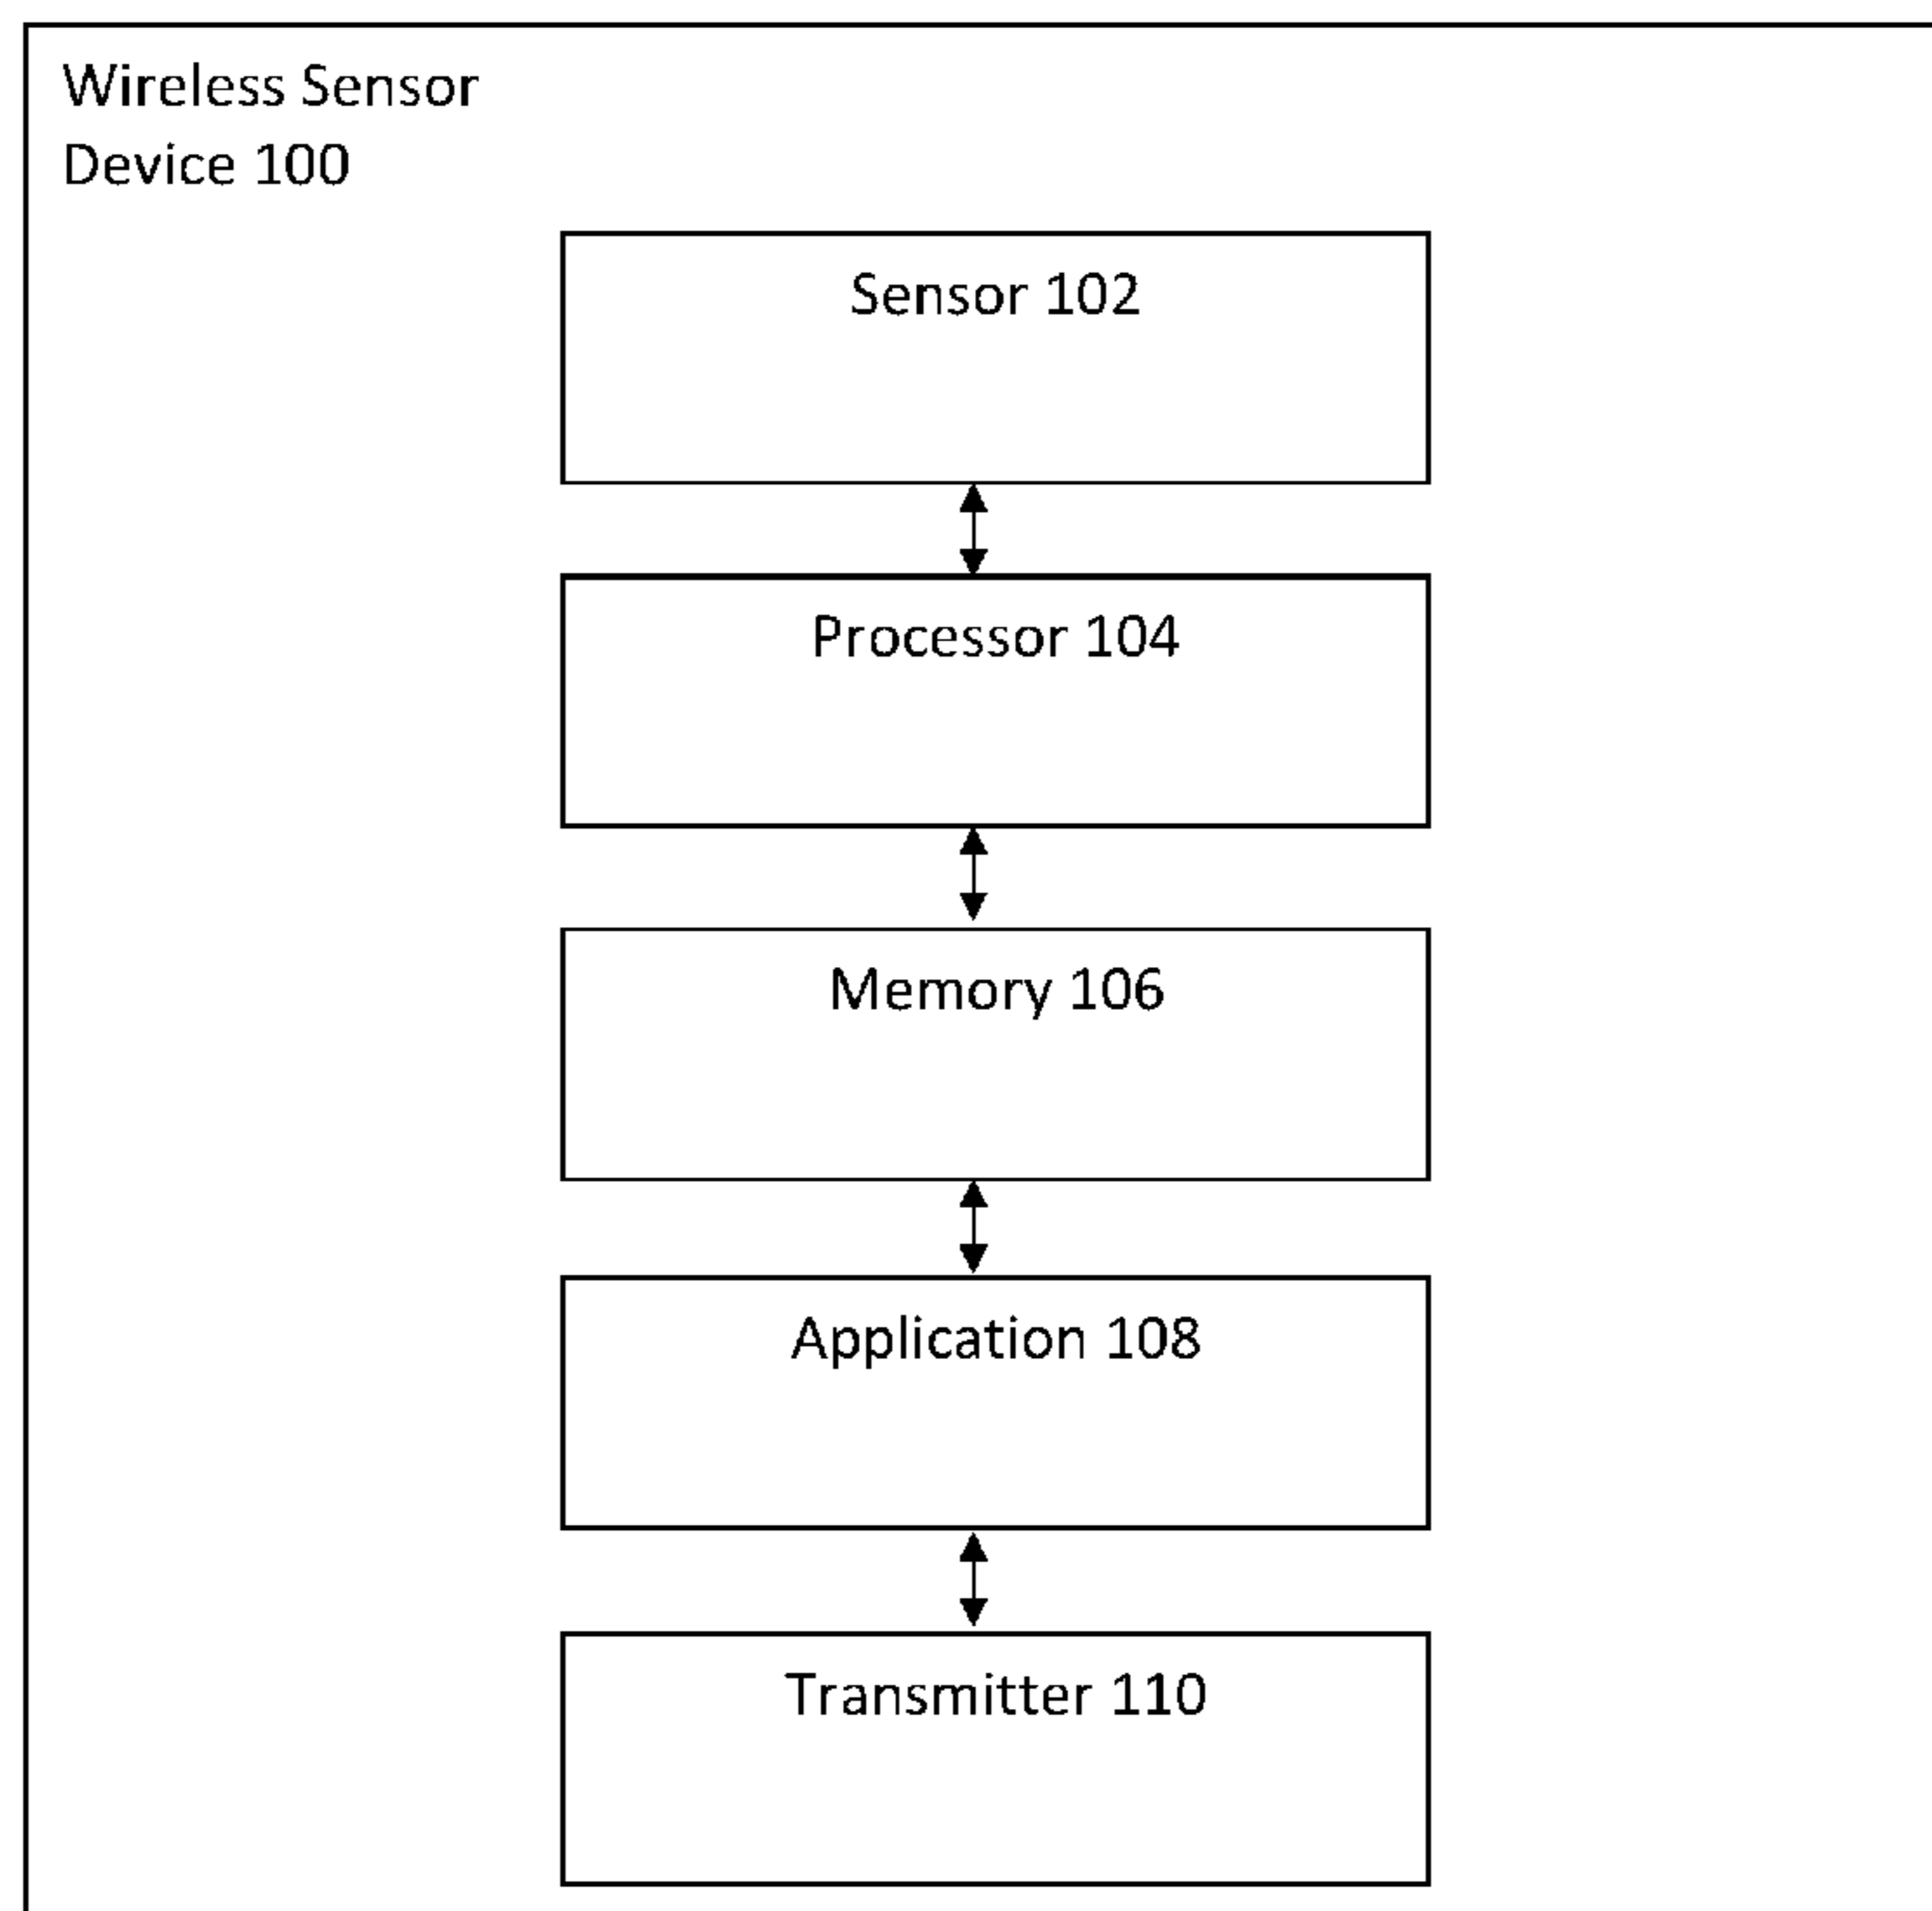 Wireless Sensor
Device 100
Sensor 102
Processor 104
Memory 106
Application 108
Transmitter 110